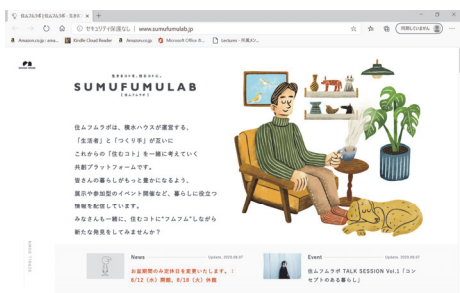 住ムフムラボ|住ムフムラボ - 生きるコ
セキュリティ保護なし | www.sumufumulab.jp
同期していません
Amazon.co.jp : ama...
Kindle Cloud Reader
Amazon.co.jp
Microsoft Office ホ...
Lectures - 所属メン...
生きるコトを、住むコトに。
SUMUFUMULAB
[ 住ムフムラボ ]
住ムフムラボは、積水ハウスが運営する、
「生活者」と「つくり手」が互いに
これからの「住むコト」を一緒に考えていく
共創プラットフォームです。
皆さんの暮らしがもっと豊かになるよう、
展示や参加型のイベント開催など、暮らしに役立つ
情報を配信しています。
みなさんも一緒に、住むコトに"フムフム"しながら
新たな発見をしてみませんか?
News
Update, 2020.08.07
お盆期間のみ定休日を変更いたします。:
8/12(水)開館、8/18(火)休館
Event
Update, 2020.08.07
住ムフムラボ TALK SESSION Vol.1「コン
セプトのある暮らし」